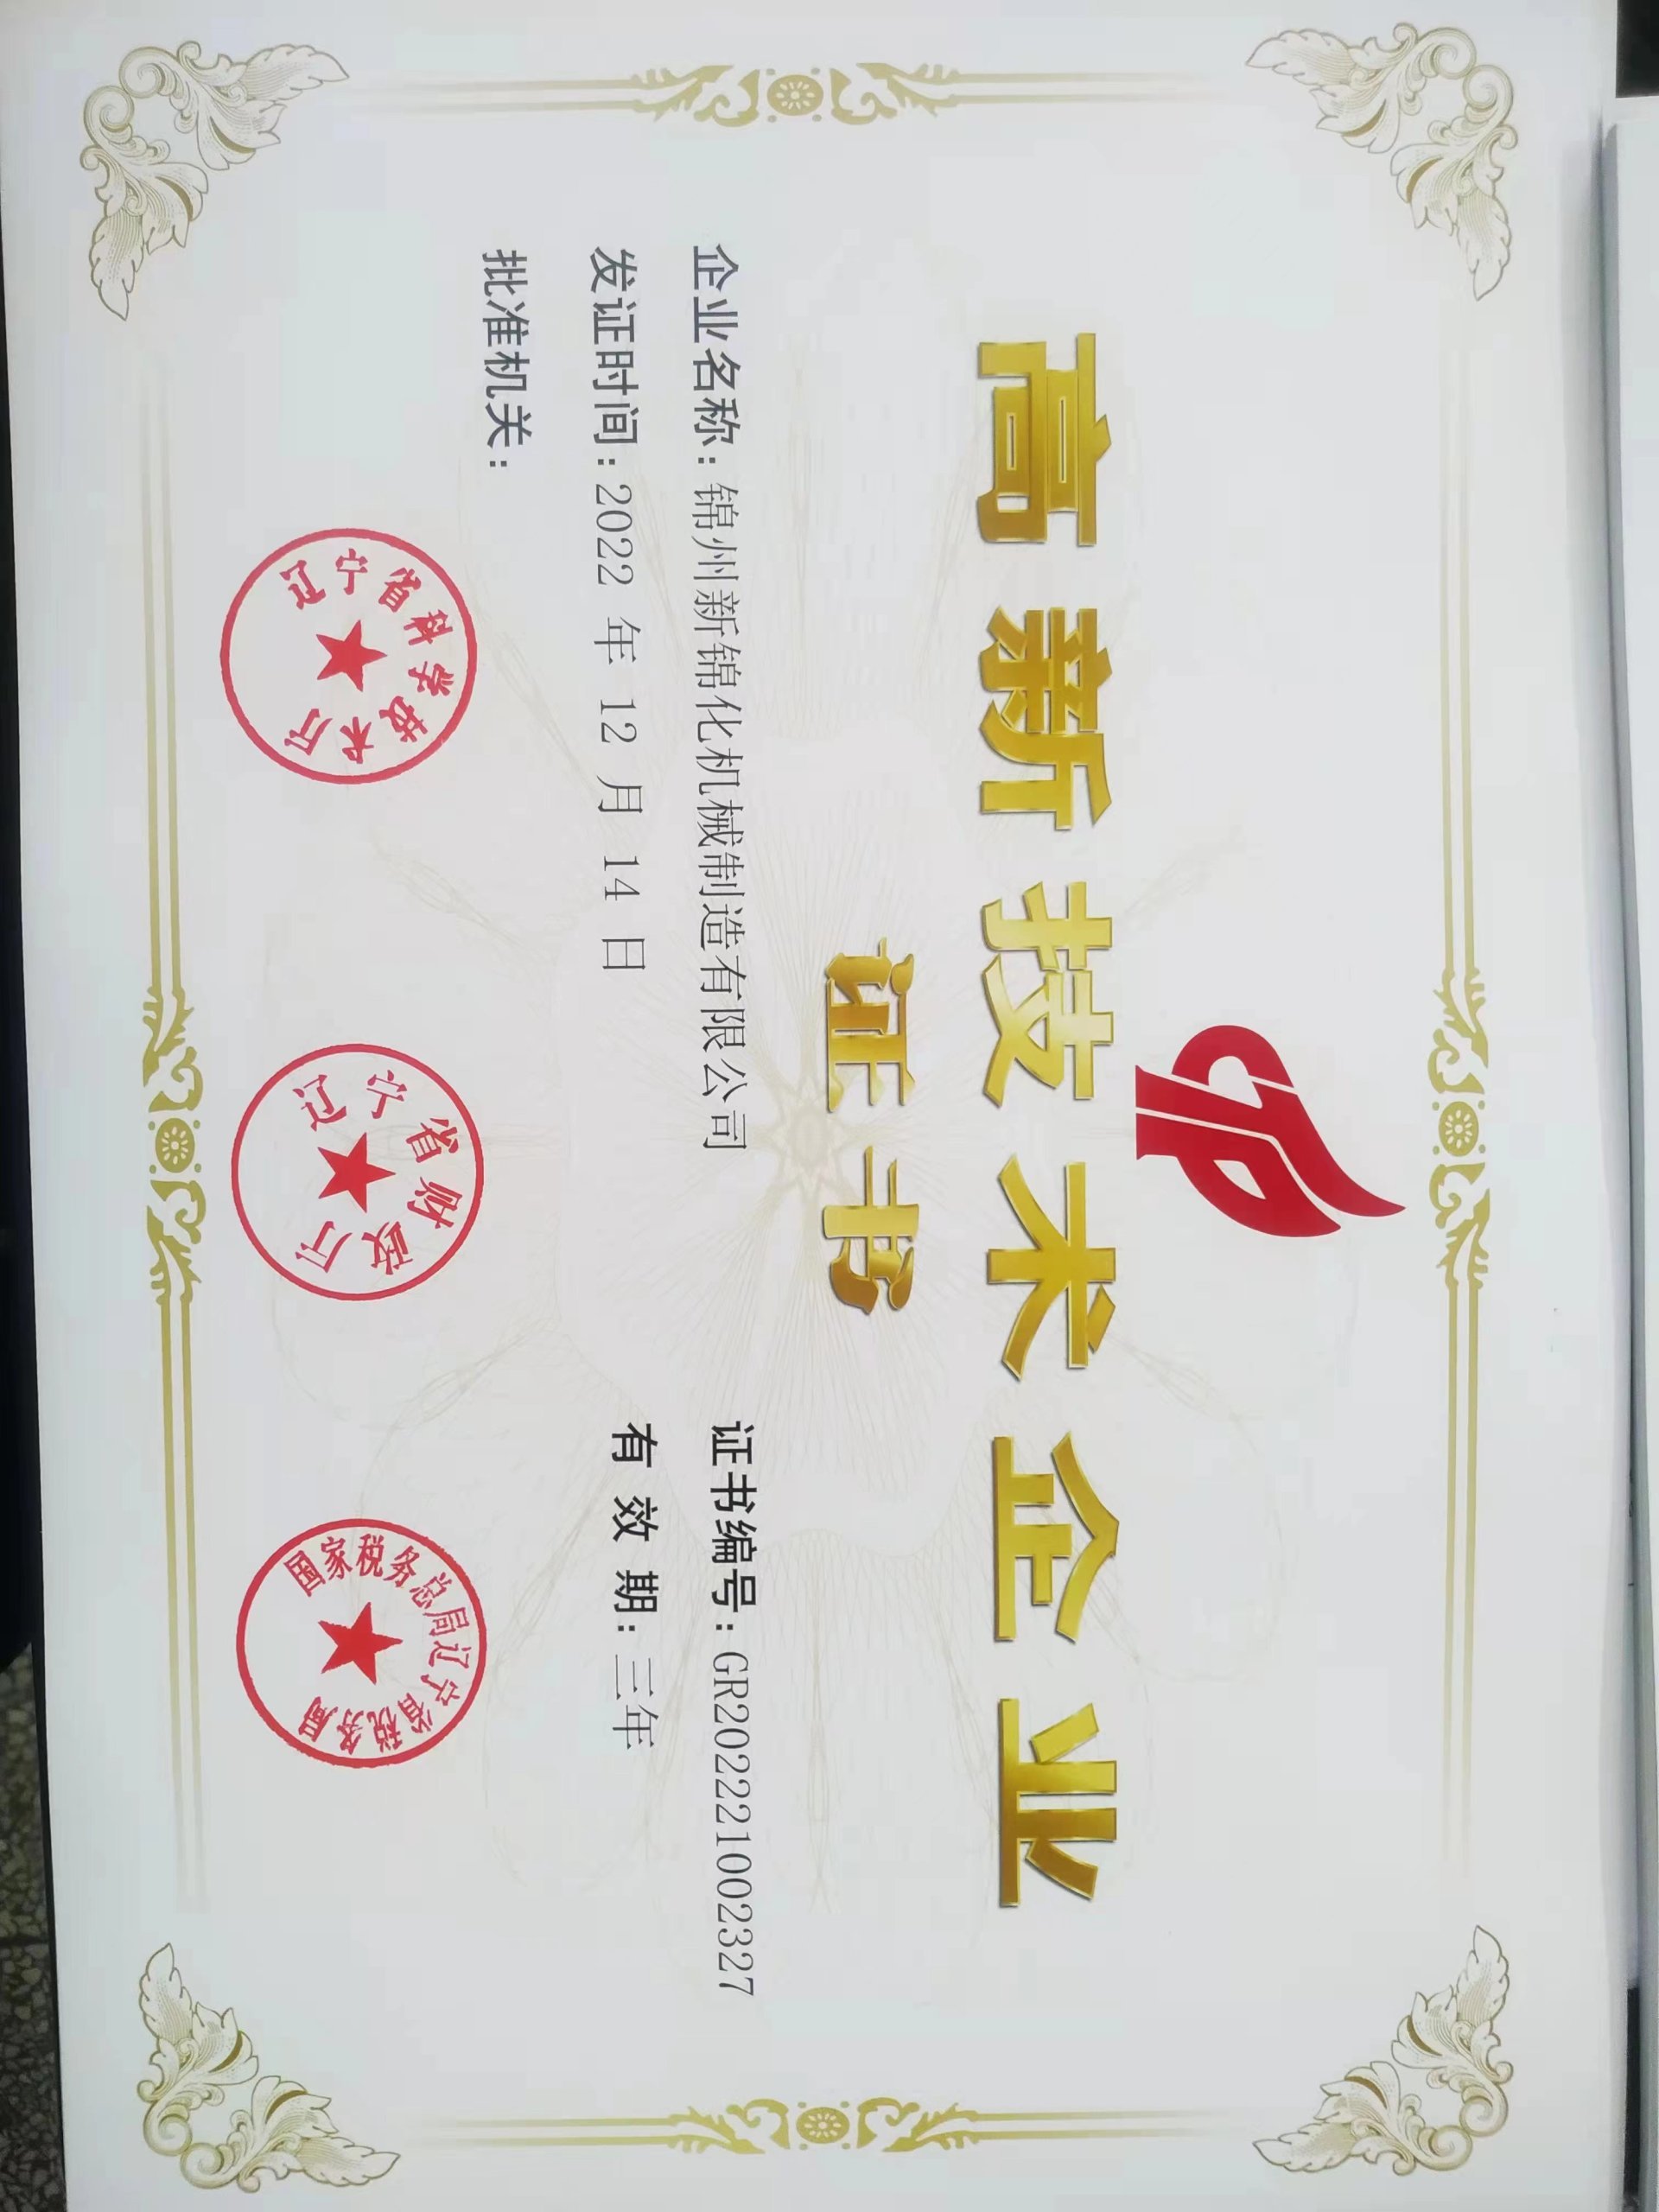 高新技术企业
证书
企业名称：锦州新锦化机械制造有限公司
证书编号：GR202221002327
发证时间：2022 年 12 月 14 日
有 效 期：三年
批准机关：
辽宁省科学技术厅
辽宁省财政厅
国家税务总局辽宁省税务局